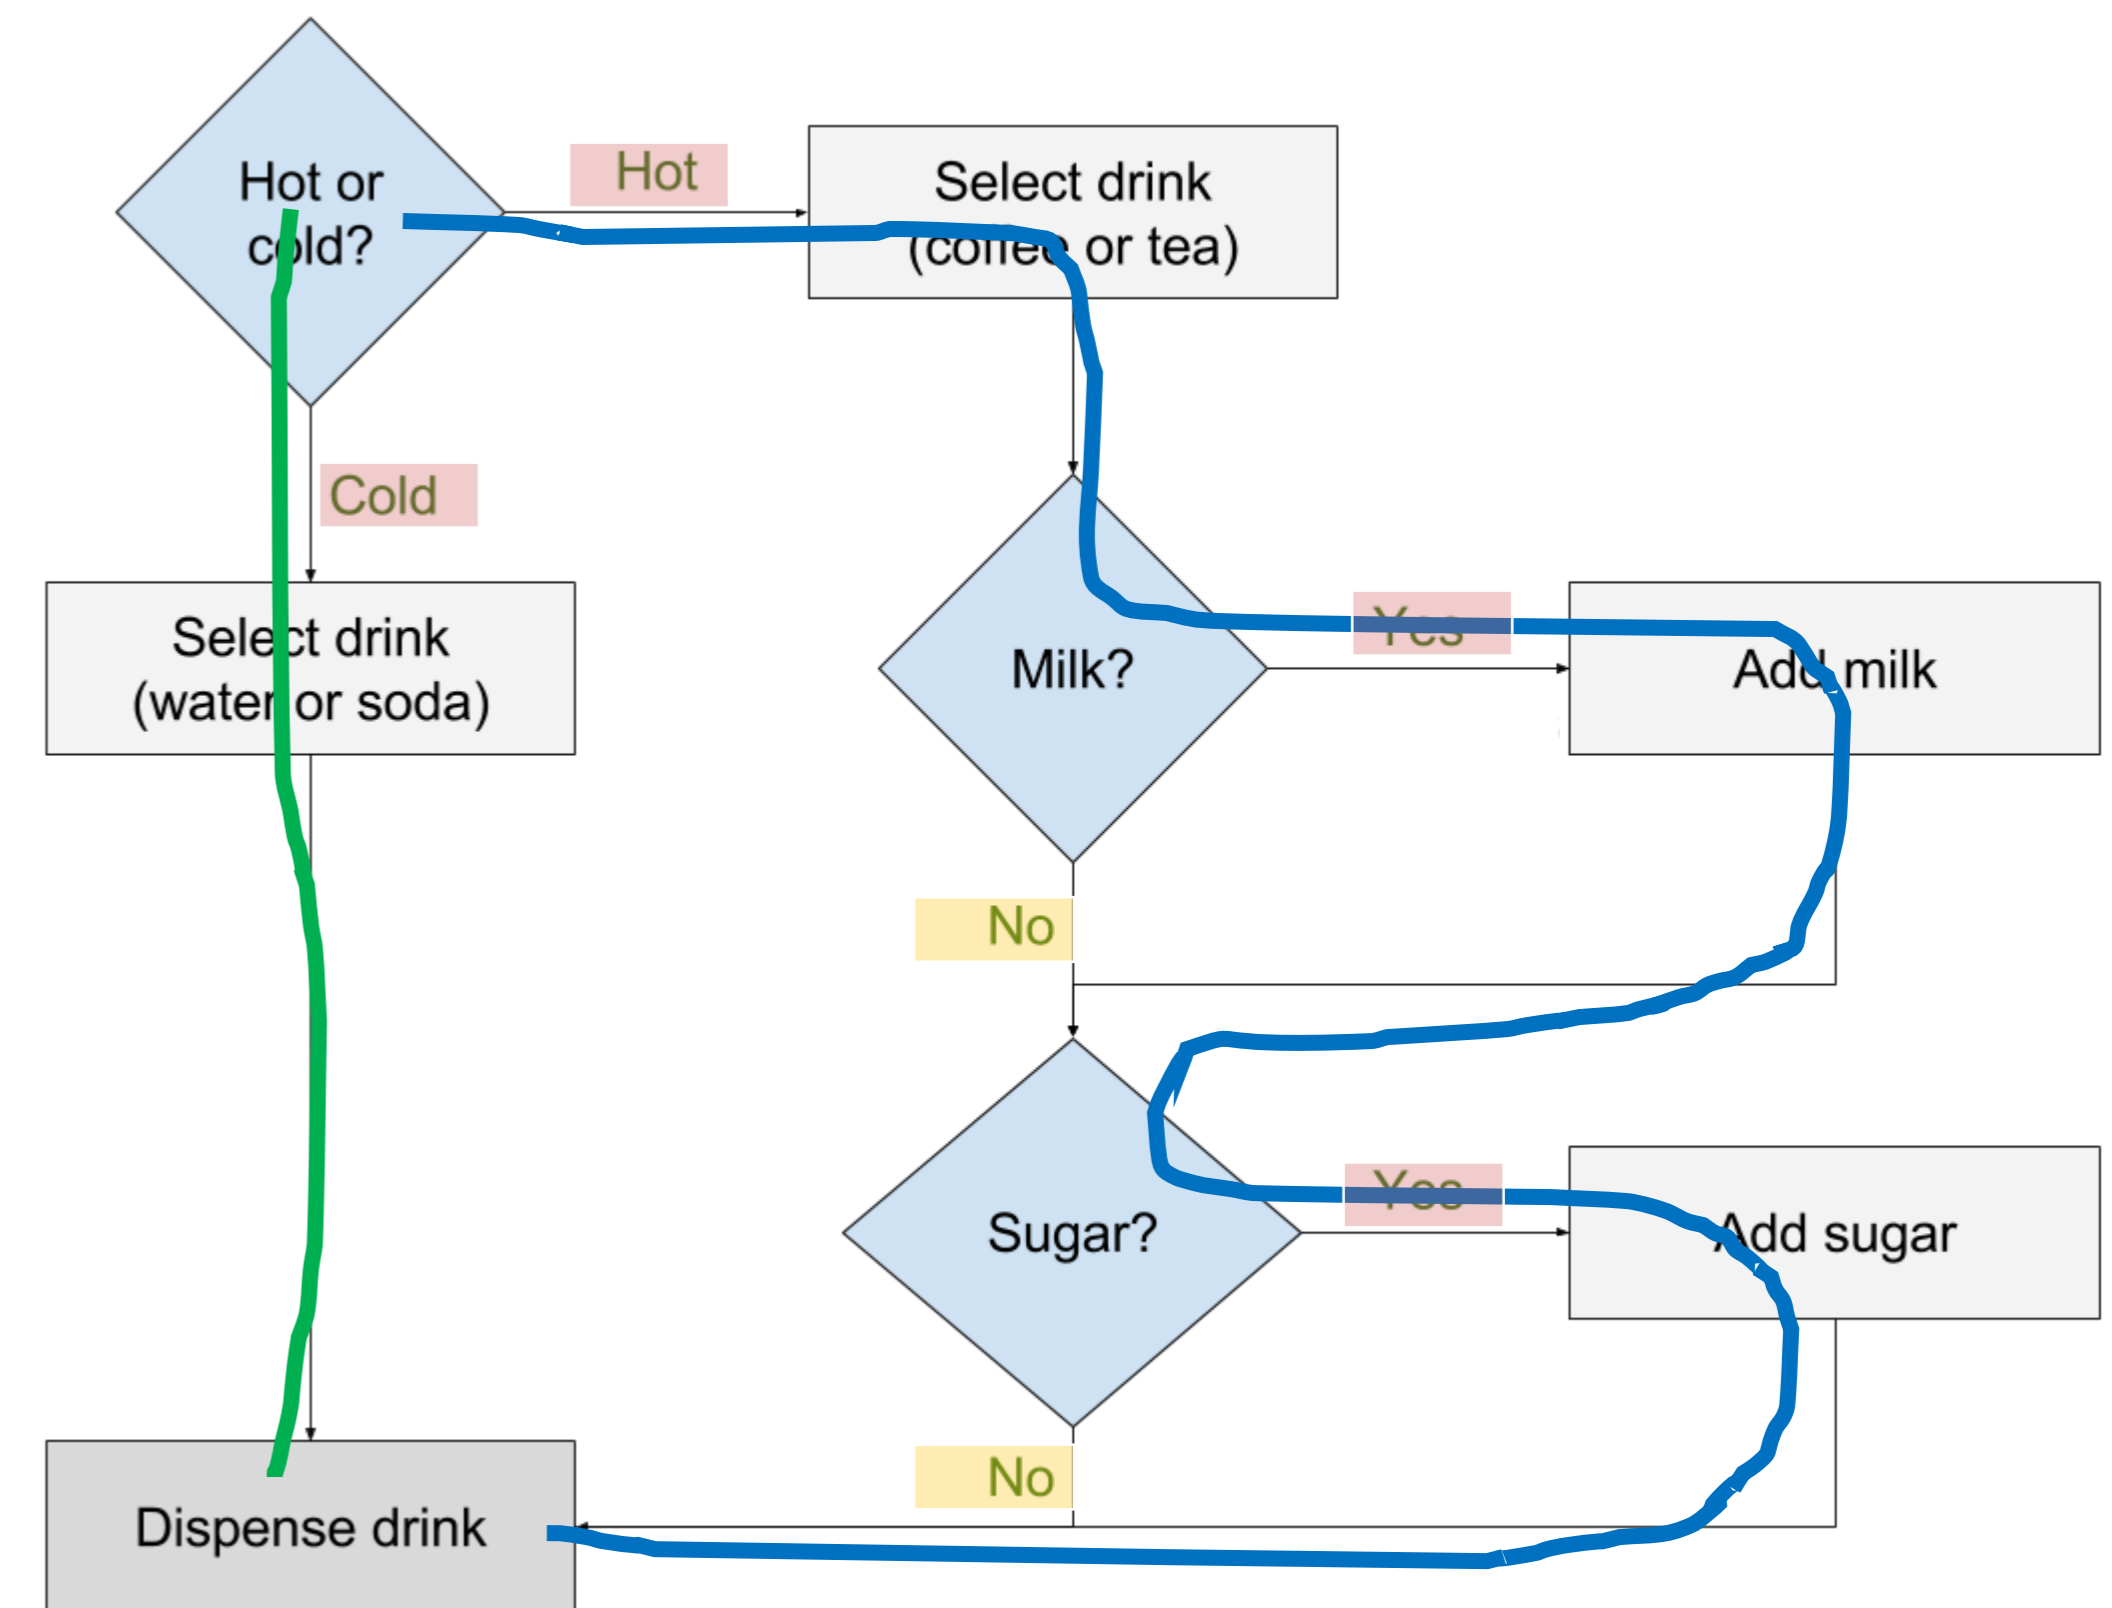 Hot or
cold?
Hot
Select drink
(coffee or tea)
Cold
Select drink
(water or soda)
Milk?
Yes
Add milk
No
Sugar?
Yes
Add sugar
No
Dispense drink